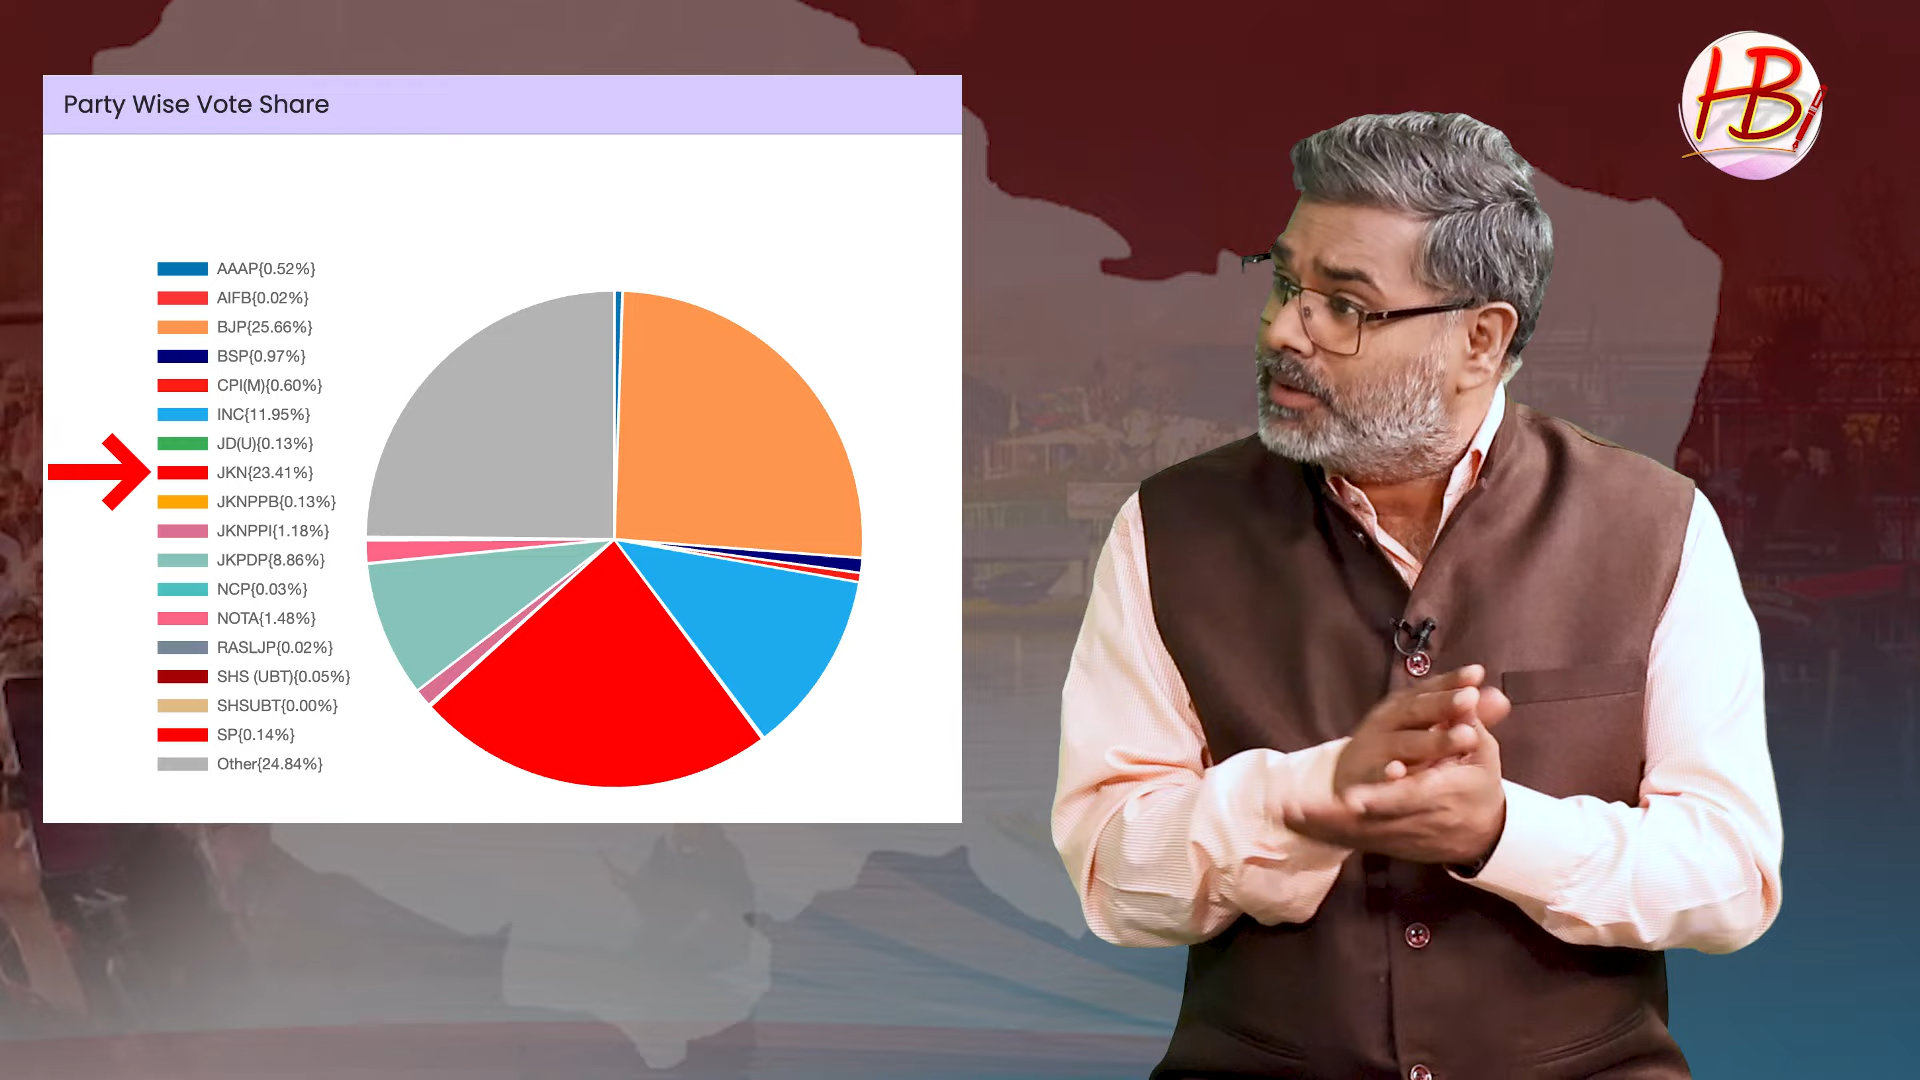 Party Wise Vote Share
AAAP{0.52%}
AIFB{0.02%}
BJP{25.66%}
BSP{0.97%}
CPI(M){0.60%}
INC{11.95%}
JD(U){0.13%}
JKN{23.41%}
JKNPPB{0.13%}
JKNPPI{1.18%}
JKPDP{8.86%}
NCP{0.03%}
NOTA{1.48%}
RASLJP{0.02%}
SHS (UBT){0.05%}
SHSUBT{0.00%}
SP{0.14%}
Other{24.84%}
HB